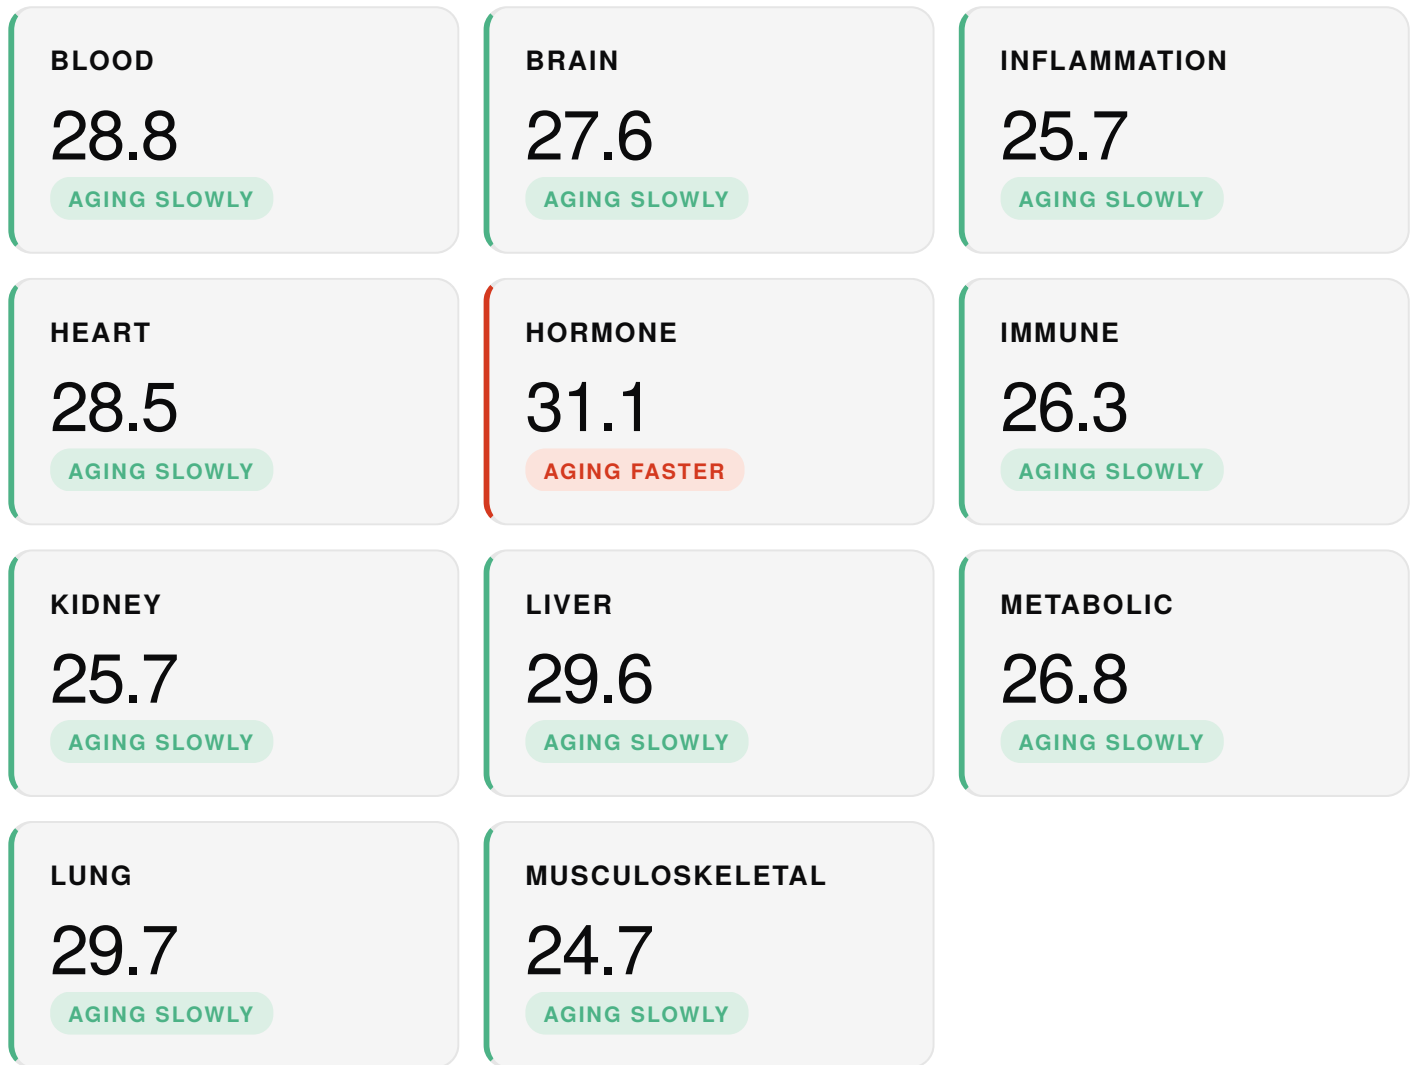 BLOOD
28.8
AGING SLOWLY
BRAIN
27.6
AGING SLOWLY
INFLAMMATION
25.7
AGING SLOWLY
HEART
28.5
AGING SLOWLY
HORMONE
31.1
AGING FASTER
IMMUNE
26.3
AGING SLOWLY
KIDNEY
25.7
AGING SLOWLY
LIVER
29.6
AGING SLOWLY
METABOLIC
26.8
AGING SLOWLY
LUNG
29.7
AGING SLOWLY
MUSCULOSKELETAL
24.7
AGING SLOWLY